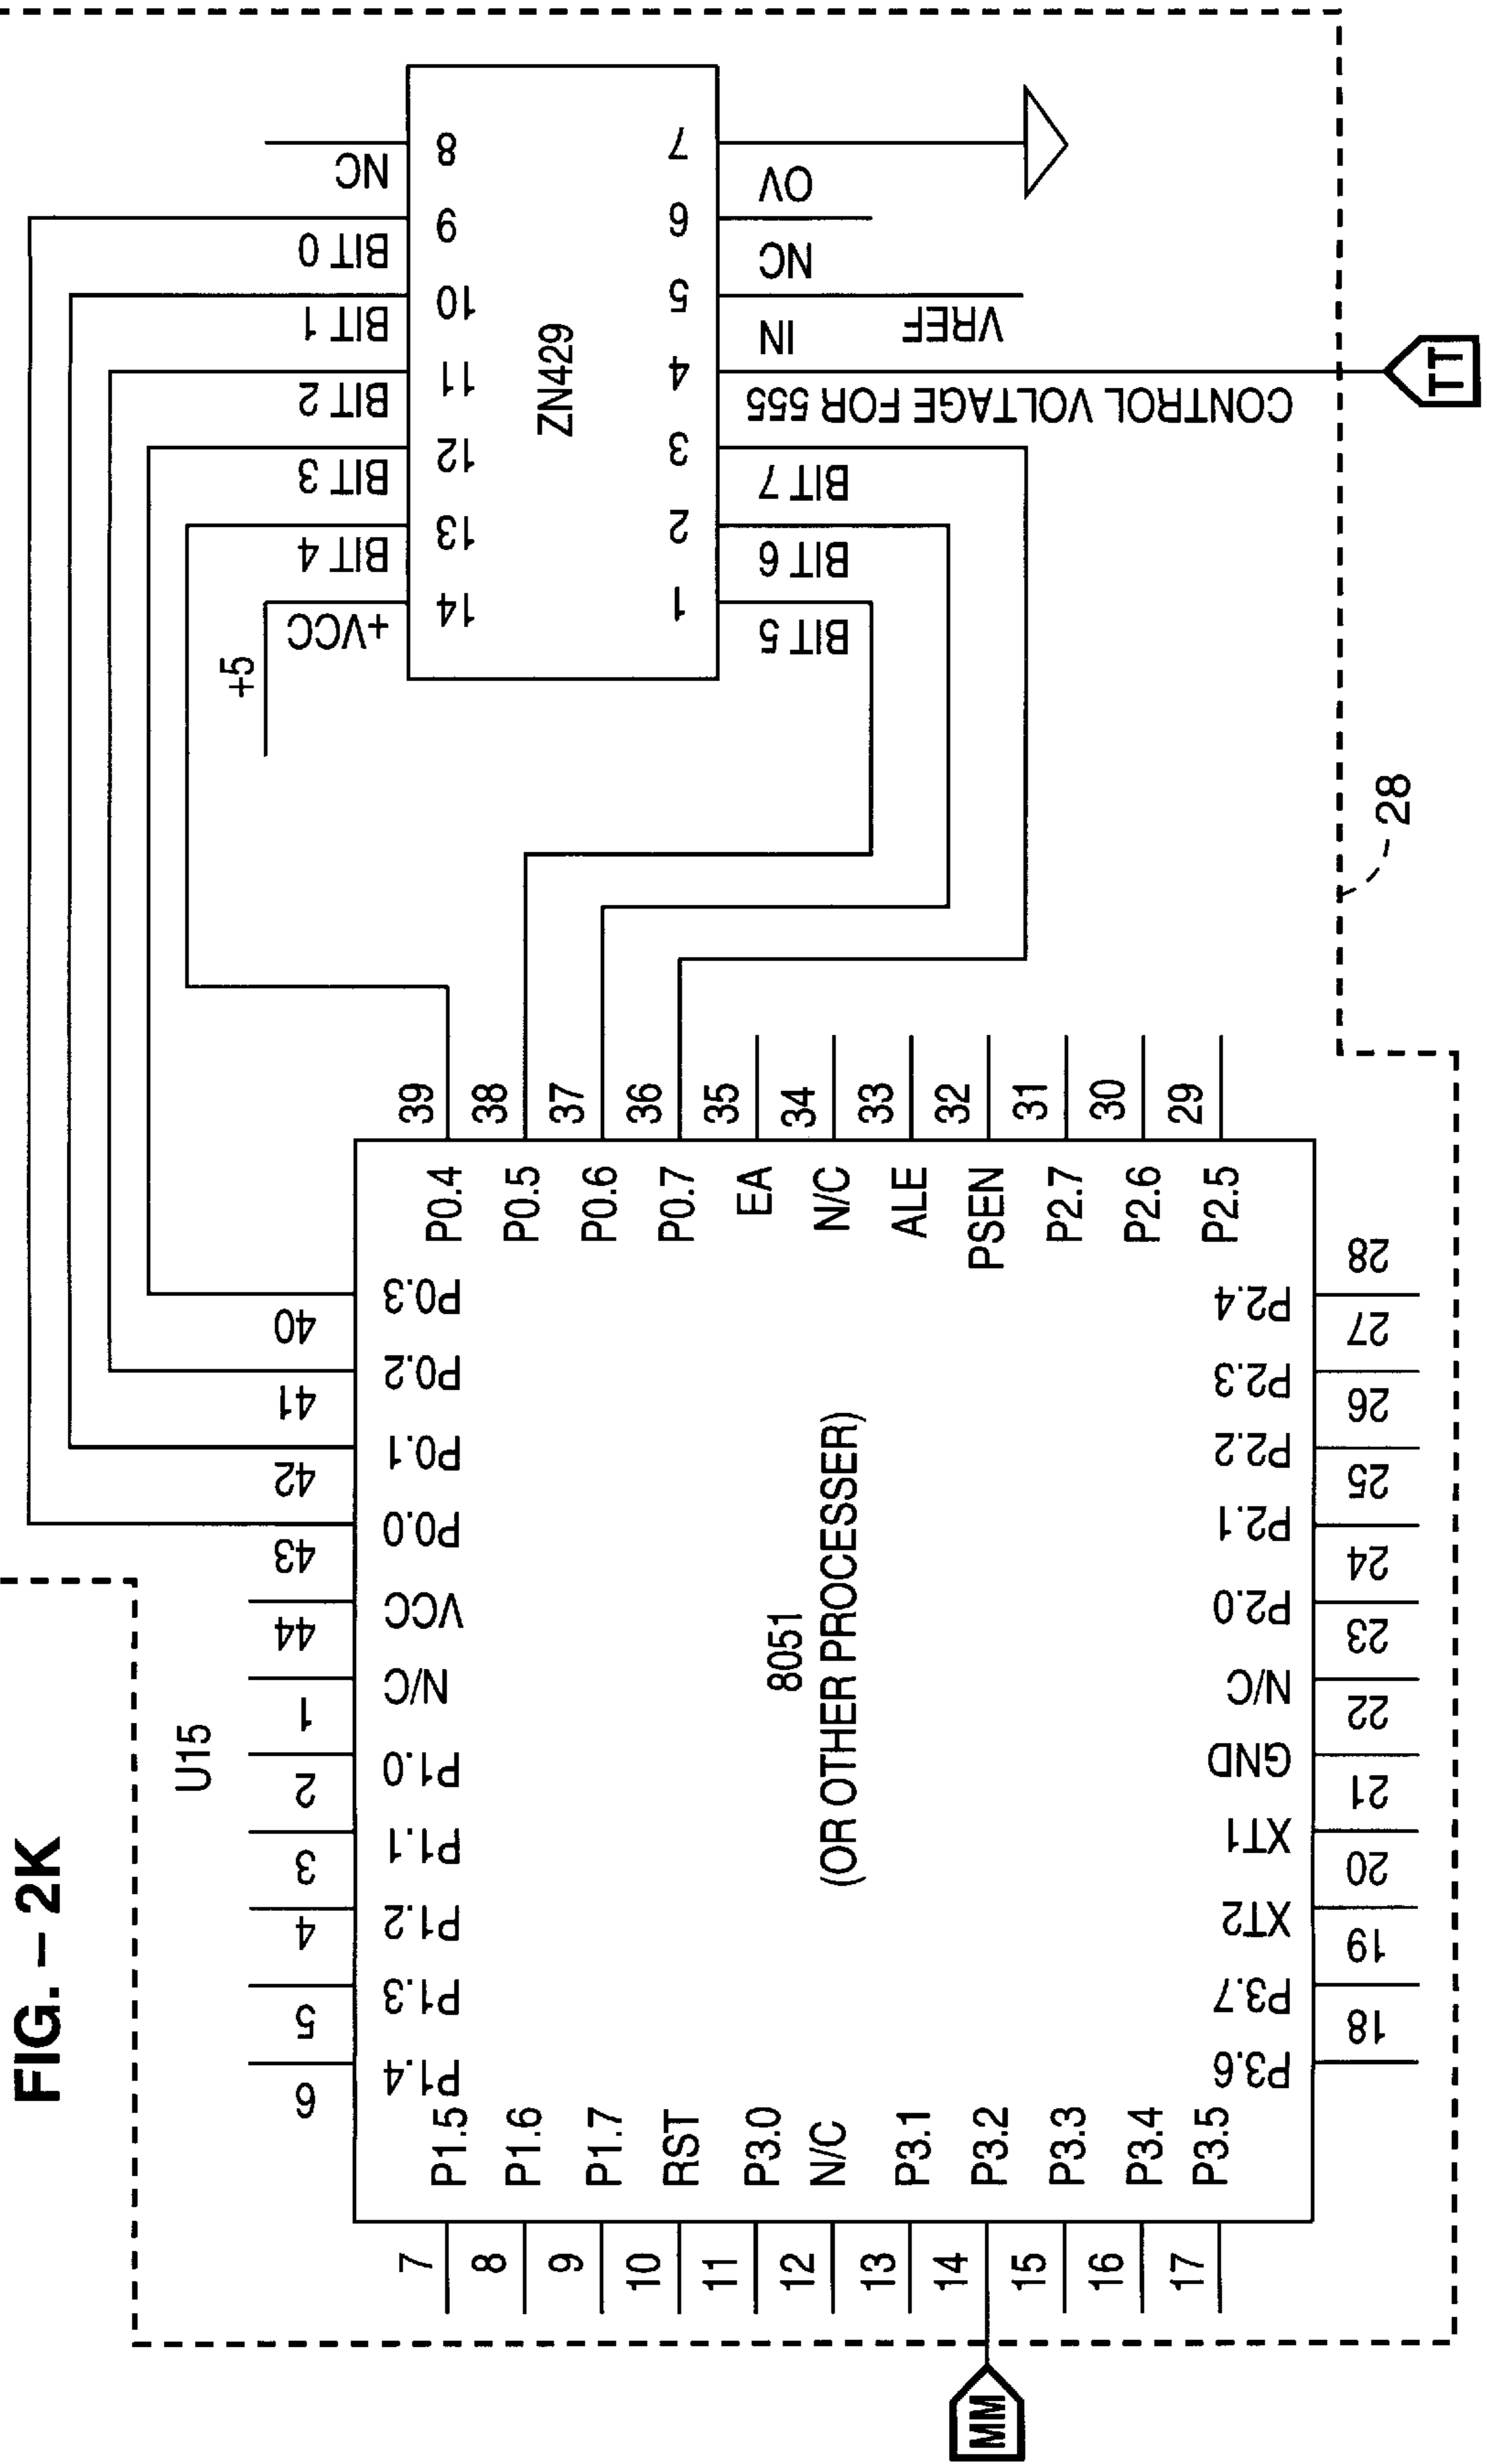 FIG. – 2K
U15
8051
(OR OTHER PROCESSER)
6
5
4
3
2
1
44
43
42
41
40
P1.4
P1.3
P1.2
P1.1
P1.0
N/C
VCC
P0.0
P0.1
P0.2
P0.3
7
8
9
10
11
12
13
14
15
16
17
P1.5
P1.6
P1.7
RST
P3.0
N/C
P3.1
P3.2
P3.3
P3.4
P3.5
MM
39
38
37
36
35
34
33
32
31
30
29
P0.4
P0.5
P0.6
P0.7
EA
N/C
ALE
PSEN
P2.7
P2.6
P2.5
P3.6
P3.7
XT2
XT1
GND
N/C
P2.0
P2.1
P2.2
P2.3
P2.4
18
19
20
21
22
23
24
25
26
27
28
+5
+VCC
BIT 4
BIT 3
BIT 2
BIT 1
BIT 0
NC
14
13
12
11
10
9
8
ZN429
1
2
3
4
5
6
7
BIT 5
BIT 6
BIT 7
CONTROL VOLTAGE FOR 555
IN
VREF
NC
OV
TT
28